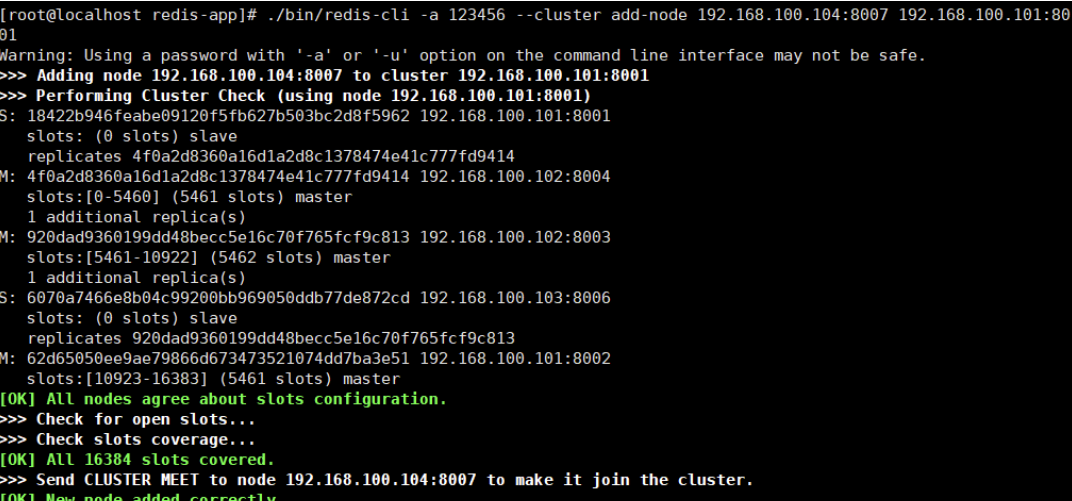 [root@localhost redis-app]# ./bin/redis-cli -a 123456 --cluster add-node 192.168.100.104:8007 192.168.100.101:80
01
Warning: Using a password with '-a' or '-u' option on the command line interface may not be safe.
>>> Adding node 192.168.100.104:8007 to cluster 192.168.100.101:8001
>>> Performing Cluster Check (using node 192.168.100.101:8001)
S: 18422b946feabe09120f5fb627b503bc2d8f5962 192.168.100.101:8001
   slots: (0 slots) slave
   replicates 4f0a2d8360a16d1a2d8c1378474e41c777fd9414
M: 4f0a2d8360a16d1a2d8c1378474e41c777fd9414 192.168.100.102:8004
   slots:[0-5460] (5461 slots) master
   1 additional replica(s)
M: 920dad9360199dd48becc5e16c70f765fcf9c813 192.168.100.102:8003
   slots:[5461-10922] (5462 slots) master
   1 additional replica(s)
S: 6070a7466e8b04c99200bb969050ddb77de872cd 192.168.100.103:8006
   slots: (0 slots) slave
   replicates 920dad9360199dd48becc5e16c70f765fcf9c813
M: 62d65050ee9ae79866d673473521074dd7ba3e51 192.168.100.101:8002
   slots:[10923-16383] (5461 slots) master
[OK] All nodes agree about slots configuration.
>>> Check for open slots...
>>> Check slots coverage...
[OK] All 16384 slots covered.
>>> Send CLUSTER MEET to node 192.168.100.104:8007 to make it join the cluster.
[OK] New node added correctly.